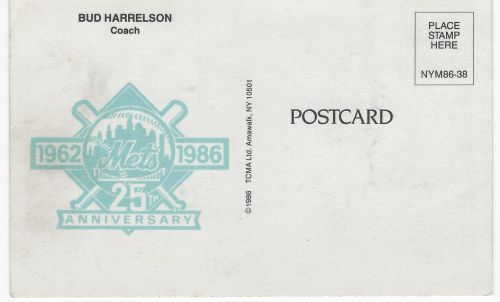 BUD HARRELSON
Coach
PLACE
STAMP
HERE
NYM86-38
1962 Mets 1986
25TH
ANNIVERSARY
©1986 TCMA Ltd. Amawalk, NY 10501
POSTCARD